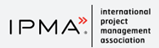 IPMA®
international
project
management
association